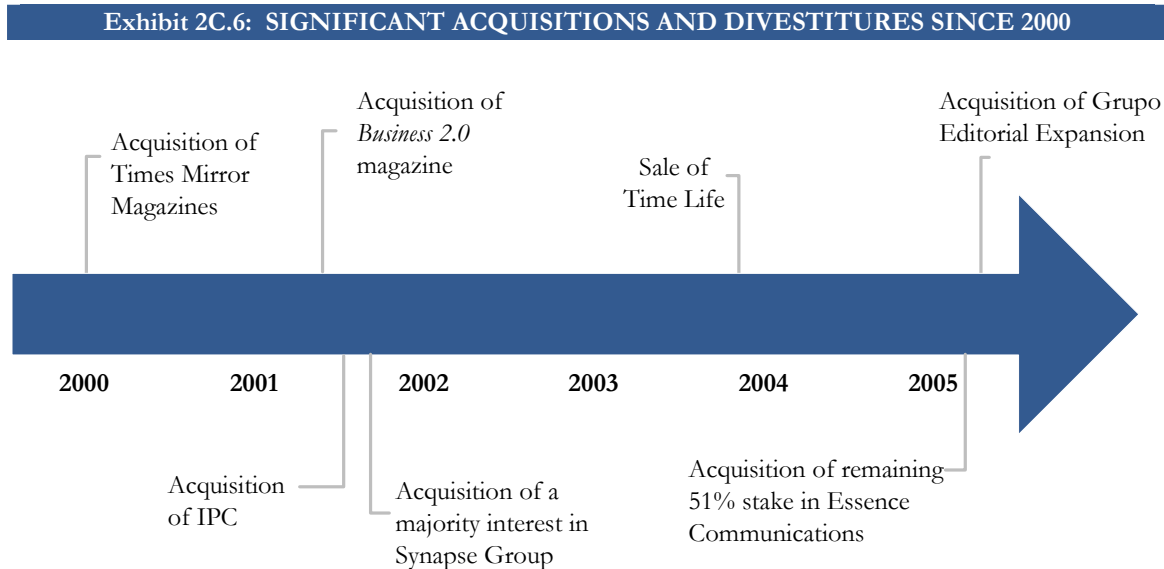 Exhibit 2C.6: SIGNIFICANT ACQUISITIONS AND DIVESTITURES SINCE 2000
Acquisition of
Times Mirror
Magazines
Acquisition of
Business 2.0
magazine
Sale of
Time Life
Acquisition of Grupo
Editorial Expansion
2000
2001
2002
2003
2004
2005
Acquisition
of IPC
Acquisition of a
majority interest in
Synapse Group
Acquisition of remaining
51% stake in Essence
Communications